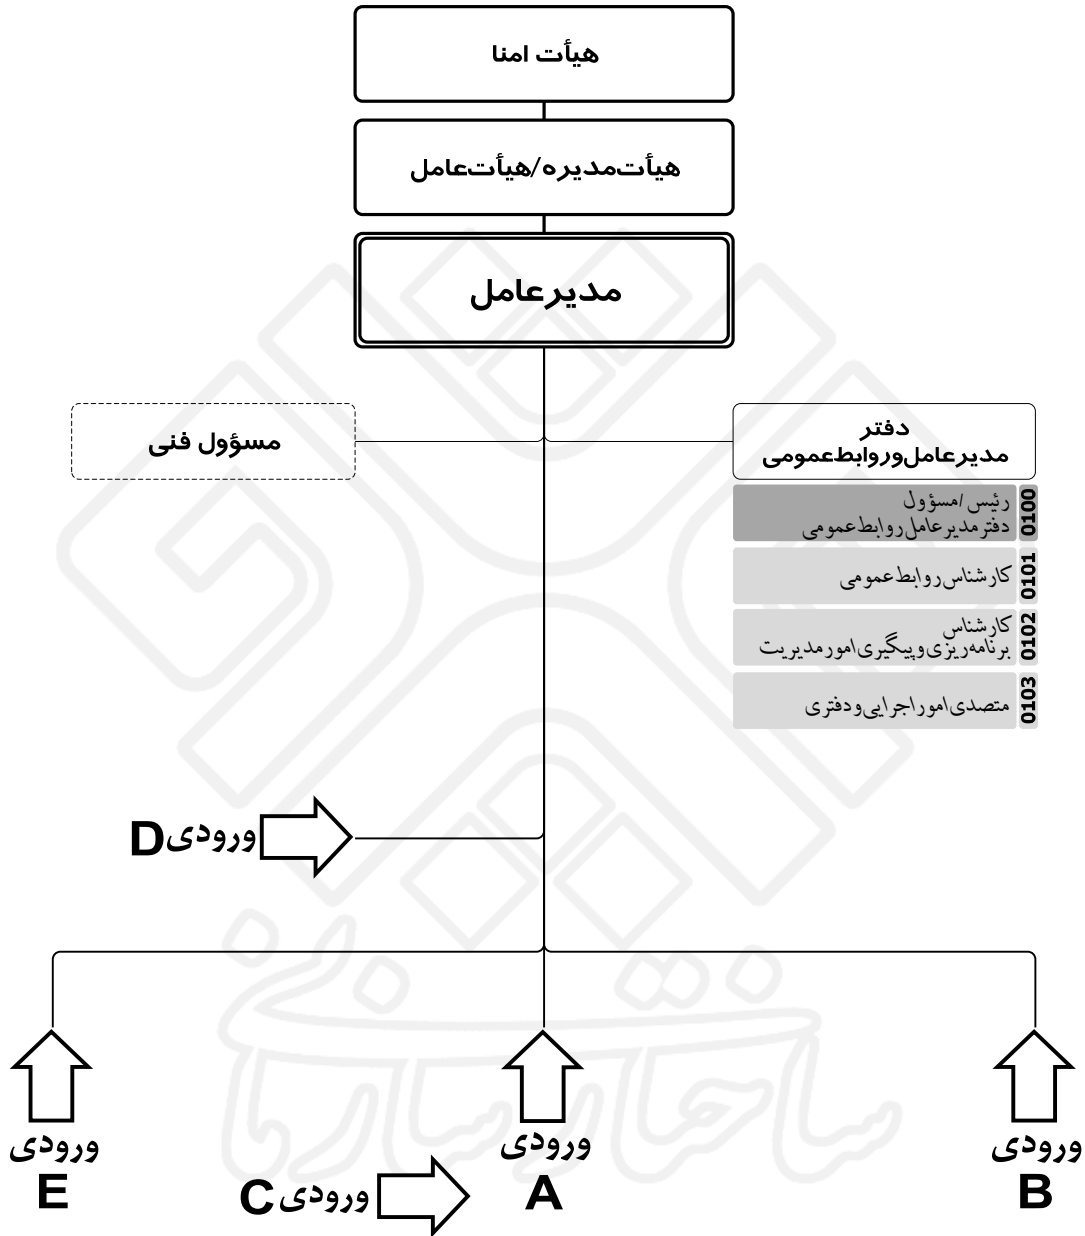 هیأت امنا
هیأت‌مدیره/هیأت‌عامل
مدیرعامل
دفتر
مدیرعامل‌وروابط‌عمومی
مسؤول فنی
رئیس/مسؤول
دفترمدیرعامل‌روابط‌عمومی
0100
کارشناس‌روابط‌عمومی
0101
کارشناس
برنامه‌ریزی‌وپیگیری‌امورمدیریت
0102
متصدی‌اموراجرایی‌ودفتری
0103
ورودی D
ورودی
B
ورودی
A
ورودی C
ورودی
E
ساختار سازمانی